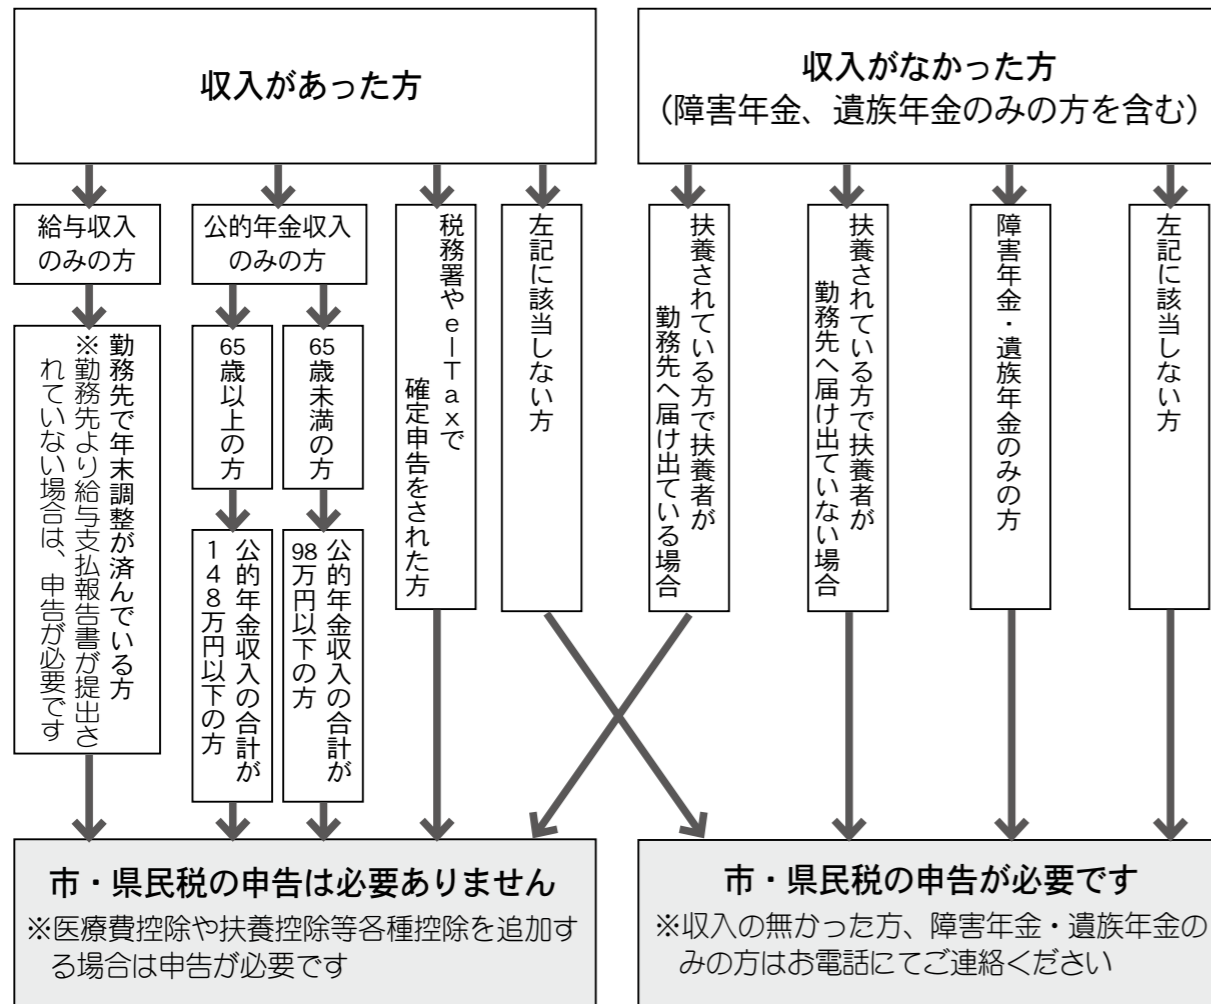 収入があった方
収入がなかった方
（障害年金、遺族年金のみの方を含む）
給与収入
のみの方
勤務先で年末調整が済んでいる方
※勤務先より給与支払報告書が提出さ
れていない場合は、申告が必要です
公的年金収入
のみの方
65歳以上の方
公的年金収入の合計が
148万円以下の方
65歳未満の方
公的年金収入の合計が
98万円以下の方
税務署やe－Taxで
確定申告をされた方
左記に該当しない方
扶養されている方で扶養者が
勤務先へ届け出ている場合
扶養されている方で扶養者が
勤務先へ届け出ていない場合
障害年金・遺族年金のみの方
左記に該当しない方
市・県民税の申告は必要ありません
※医療費控除や扶養控除等各種控除を追加す
る場合は申告が必要です
市・県民税の申告が必要です
※収入の無かった方、障害年金・遺族年金の
みの方はお電話にてご連絡ください